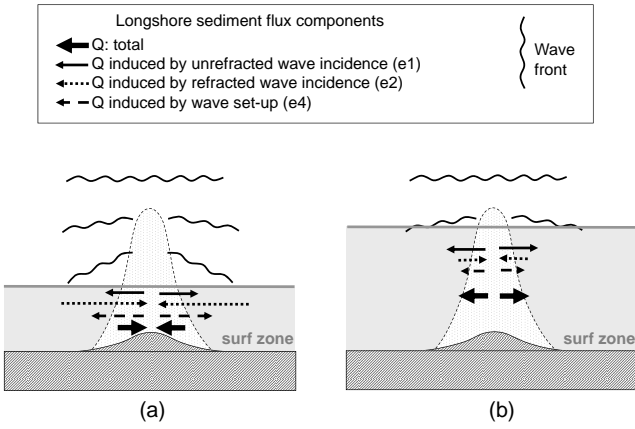 Longshore sediment flux components
Q: total
Q induced by unrefracted wave incidence (e1)
Q induced by refracted wave incidence (e2)
Q induced by wave set-up (e4)
Wave
front
surf zone
surf zone
(a)
(b)